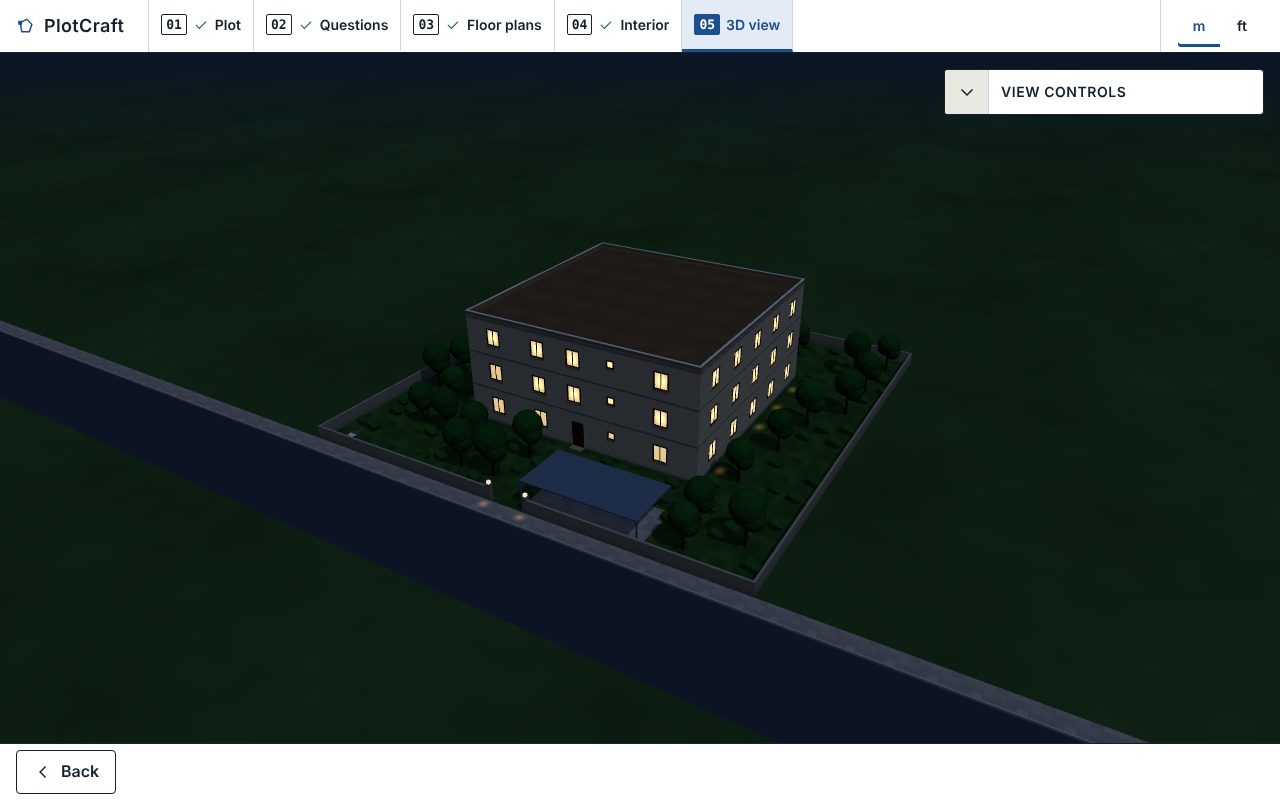 PlotCraft
01 Plot
02 Questions
03 Floor plans
04 Interior
05 3D view
m
ft
VIEW CONTROLS
Back